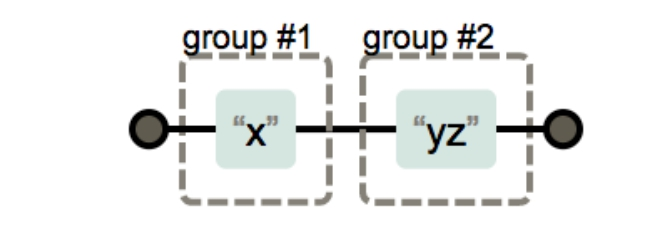 group #1 group #2
“x” “yz”